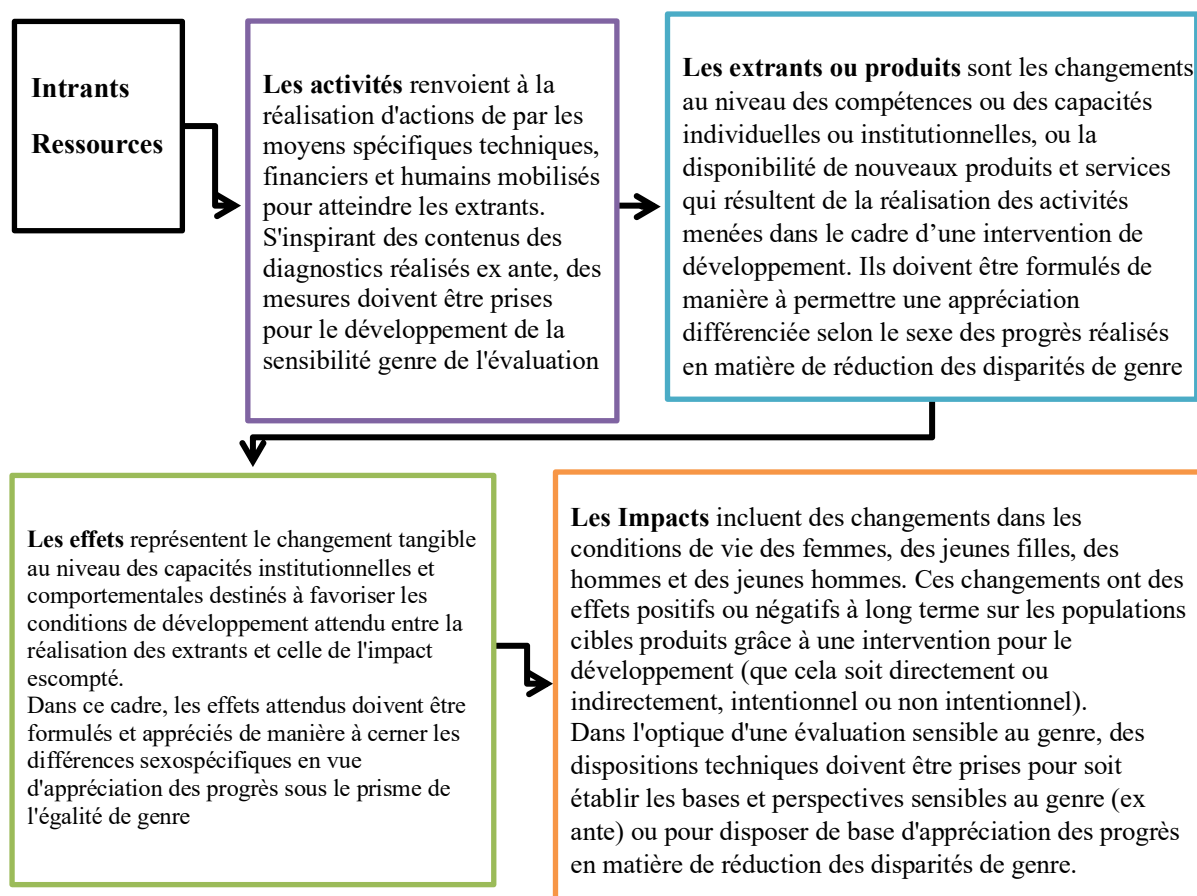 Intrants
Ressources
Les activités renvoient à la
réalisation d'actions de par les
moyens spécifiques techniques,
financiers et humains mobilisés
pour atteindre les extrants.
S'inspirant des contenus des
diagnostics réalisés ex ante, des
mesures doivent être prises
pour le développement de la
sensibilité genre de l'évaluation
Les extrants ou produits sont les changements
au niveau des compétences ou des capacités
individuelles ou institutionnelles, ou la
disponibilité de nouveaux produits et services
qui résultent de la réalisation des activités
menées dans le cadre d’une intervention de
développement. Ils doivent être formulés de
manière à permettre une appréciation
différenciée selon le sexe des progrès réalisés
en matière de réduction des disparités de genre
Les effets représentent le changement tangible
au niveau des capacités institutionnelles et
comportementales destinés à favoriser les
conditions de développement attendu entre la
réalisation des extrants et celle de l'impact
escompté.
Dans ce cadre, les effets attendus doivent être
formulés et appréciés de manière à cerner les
différences sexospécifiques en vue
d'appréciation des progrès sous le prisme de
l'égalité de genre
Les Impacts incluent des changements dans les
conditions de vie des femmes, des jeunes filles, des
hommes et des jeunes hommes. Ces changements ont des
effets positifs ou négatifs à long terme sur les populations
cibles produits grâce à une intervention pour le
développement (que cela soit directement ou
indirectement, intentionnel ou non intentionnel).
Dans l'optique d'une évaluation sensible au genre, des
dispositions techniques doivent être prises pour soit
établir les bases et perspectives sensibles au genre (ex
ante) ou pour disposer de base d'appréciation des progrès
en matière de réduction des disparités de genre.